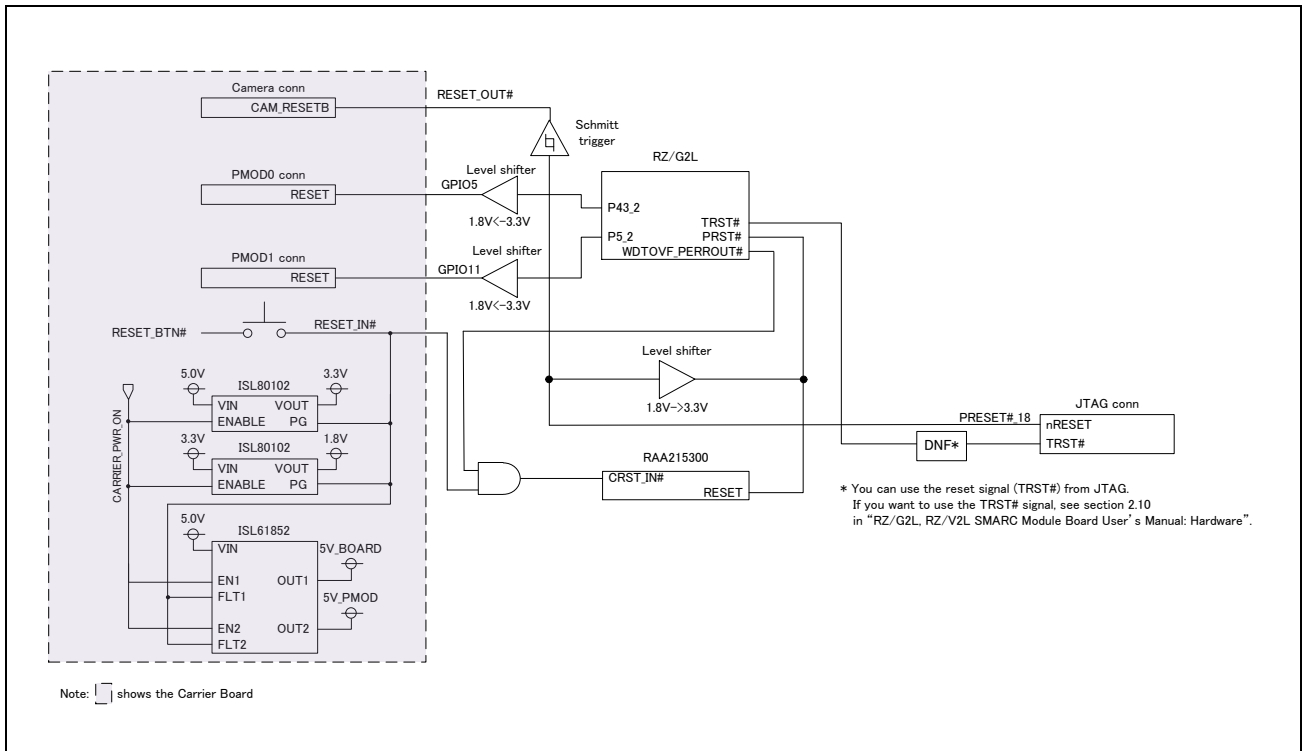 Camera conn
CAM_RESETB
RESET_OUT#
Schmitt
trigger
RZ/G2L
PMOD0 conn
RESET
GPIO5
Level shifter
1.8V<-3.3V
P43_2
TRST#
PRST#
P5_2
WDTOVF_PERROUT#
PMOD1 conn
RESET
GPIO11
Level shifter
1.8V<-3.3V
RESET_BTN#
RESET_IN#
Level shifter
1.8V->3.3V
5.0V
ISL80102
3.3V
VIN
VOUT
ENABLE
PG
3.3V
ISL80102
1.8V
VIN
VOUT
ENABLE
PG
CARRIER_PWR_ON
5.0V
ISL61852
VIN
5V_BOARD
EN1
OUT1
FLT1
5V_PMOD
EN2
OUT2
FLT2
RAA215300
CRST_IN#
RESET
JTAG conn
PRESET#_18
nRESET
TRST#
DNF*
* You can use the reset signal (TRST#) from JTAG.
If you want to use the TRST# signal, see section 2.10
in “RZ/G2L, RZ/V2L SMARC Module Board User’s Manual: Hardware”.
Note: shows the Carrier Board